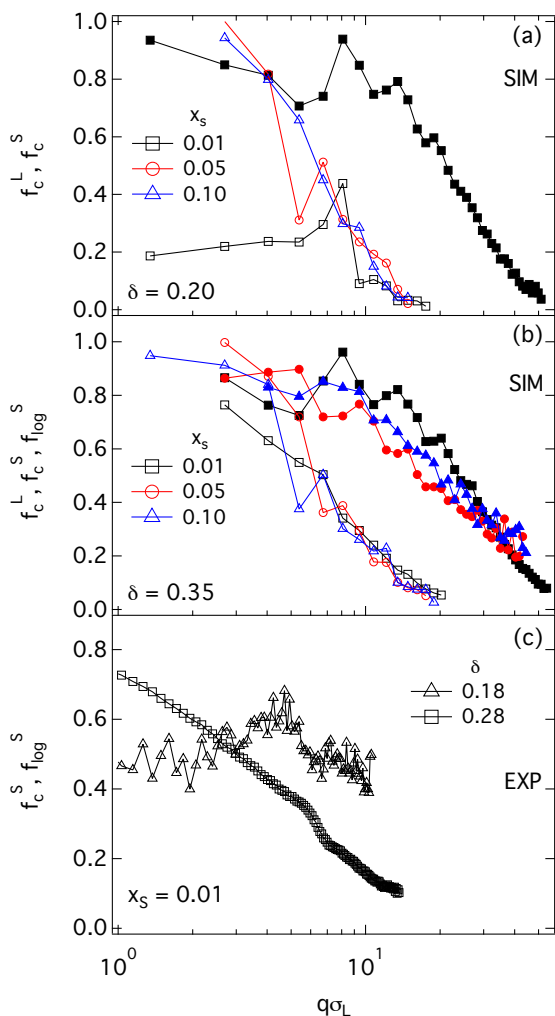 (a)
SIM
1.0
0.8
0.6
0.4
0.2
0.0
f_c^L, f_c^S
x_s
0.01
0.05
0.10
δ = 0.20
(b)
SIM
1.0
0.8
0.6
0.4
0.2
0.0
f_c^L, f_c^S, f_log^S
x_s
0.01
0.05
0.10
δ = 0.35
(c)
δ
0.18
0.28
EXP
0.8
0.6
0.4
0.2
0.0
f_c^S, f_log^S
x_S = 0.01
10^0
10^1
qσ_L